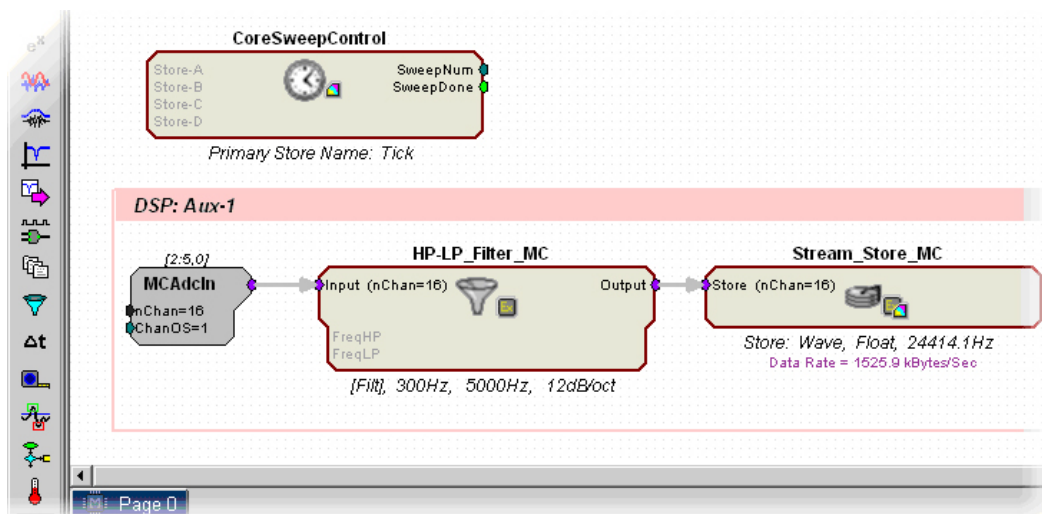 CoreSweepControl
Store-A
Store-B
Store-C
Store-D
SweepNum
SweepDone
Primary Store Name: Tick
DSP: Aux-1
[2:5,0]
MCAdcIn
nChan=16
ChanOS=1
HP-LP_Filter_MC
Input (nChan=16)
Output
FreqHP
FreqLP
[Filt], 300Hz, 5000Hz, 12dB/oct
Stream_Store_MC
Store (nChan=16)
Store: Wave, Float, 24414.1Hz
Data Rate = 1525.9 kBytes/Sec
eˣ
Δt
Page 0